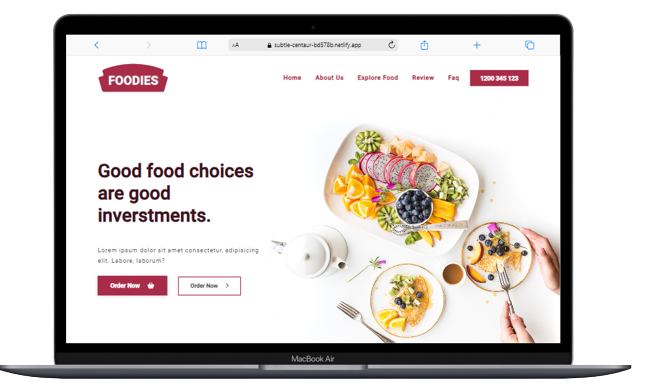 AA subtle-centaur-bd578b.netlify.app
FOODIES
Home About Us Explore Food Review Faq 1200 345 123
Good food choices
are good
inverstments.
Lorem ipsum dolor sit amet consectetur, adipisicing
elit. Labore, laborum?
Order Now Order Now
MacBook Air